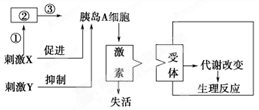 ② ③ 胰岛A细胞
①
刺激X 促进
刺激Y 抑制
激素
受体
代谢改变
生理反应
失活